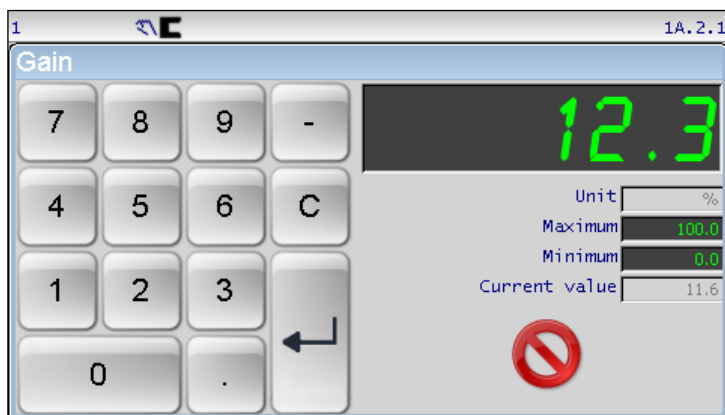 1 1A.2.1
Gain
7 8 9 -
12.3
4 5 6 C
Unit %
Maximum 100.0
Minimum 0.0
Current value 11.6
1 2 3
0 .